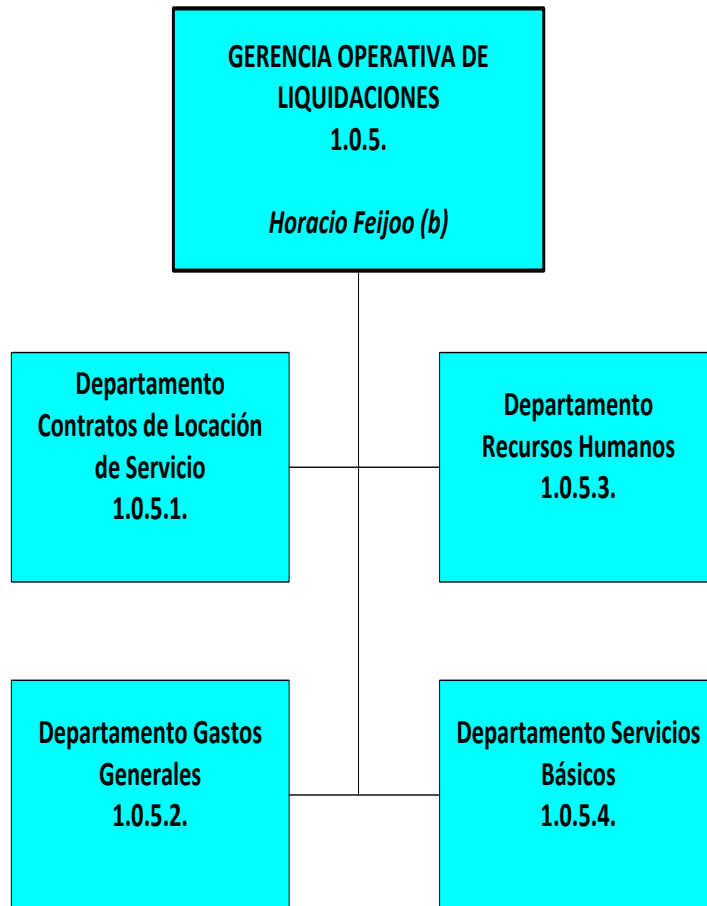 GERENCIA OPERATIVA DE
LIQUIDACIONES
1.0.5.
Horacio Feijoo (b)
Departamento
Contratos de Locación
de Servicio
1.0.5.1.
Departamento
Recursos Humanos
1.0.5.3.
Departamento Gastos
Generales
1.0.5.2.
Departamento Servicios
Básicos
1.0.5.4.